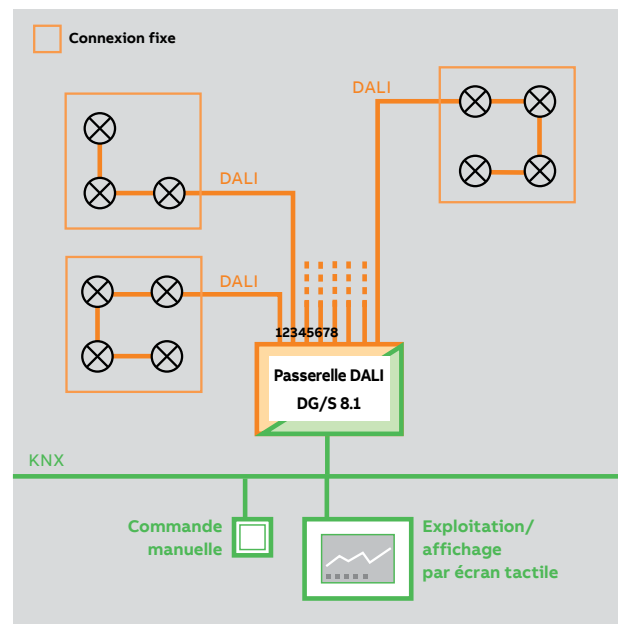 Connexion fixe
DALI
DALI
DALI
12345678
Passerelle DALI
DG/S 8.1
KNX
Commande
manuelle
Exploitation/
affichage
par écran tactile